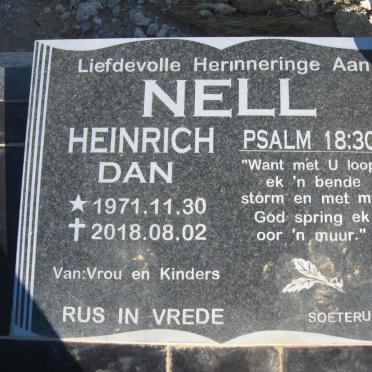 Liefdevolle Herinneringe Aan
NELL
HEINRICH
DAN
★ 1971.11.30
✝ 2018.08.02
Van:Vrou en Kinders
RUS IN VREDE
PSALM 18:30
"Want met U loop
ek 'n bende
storm en met my
God spring ek
oor 'n muur."
SOETERU